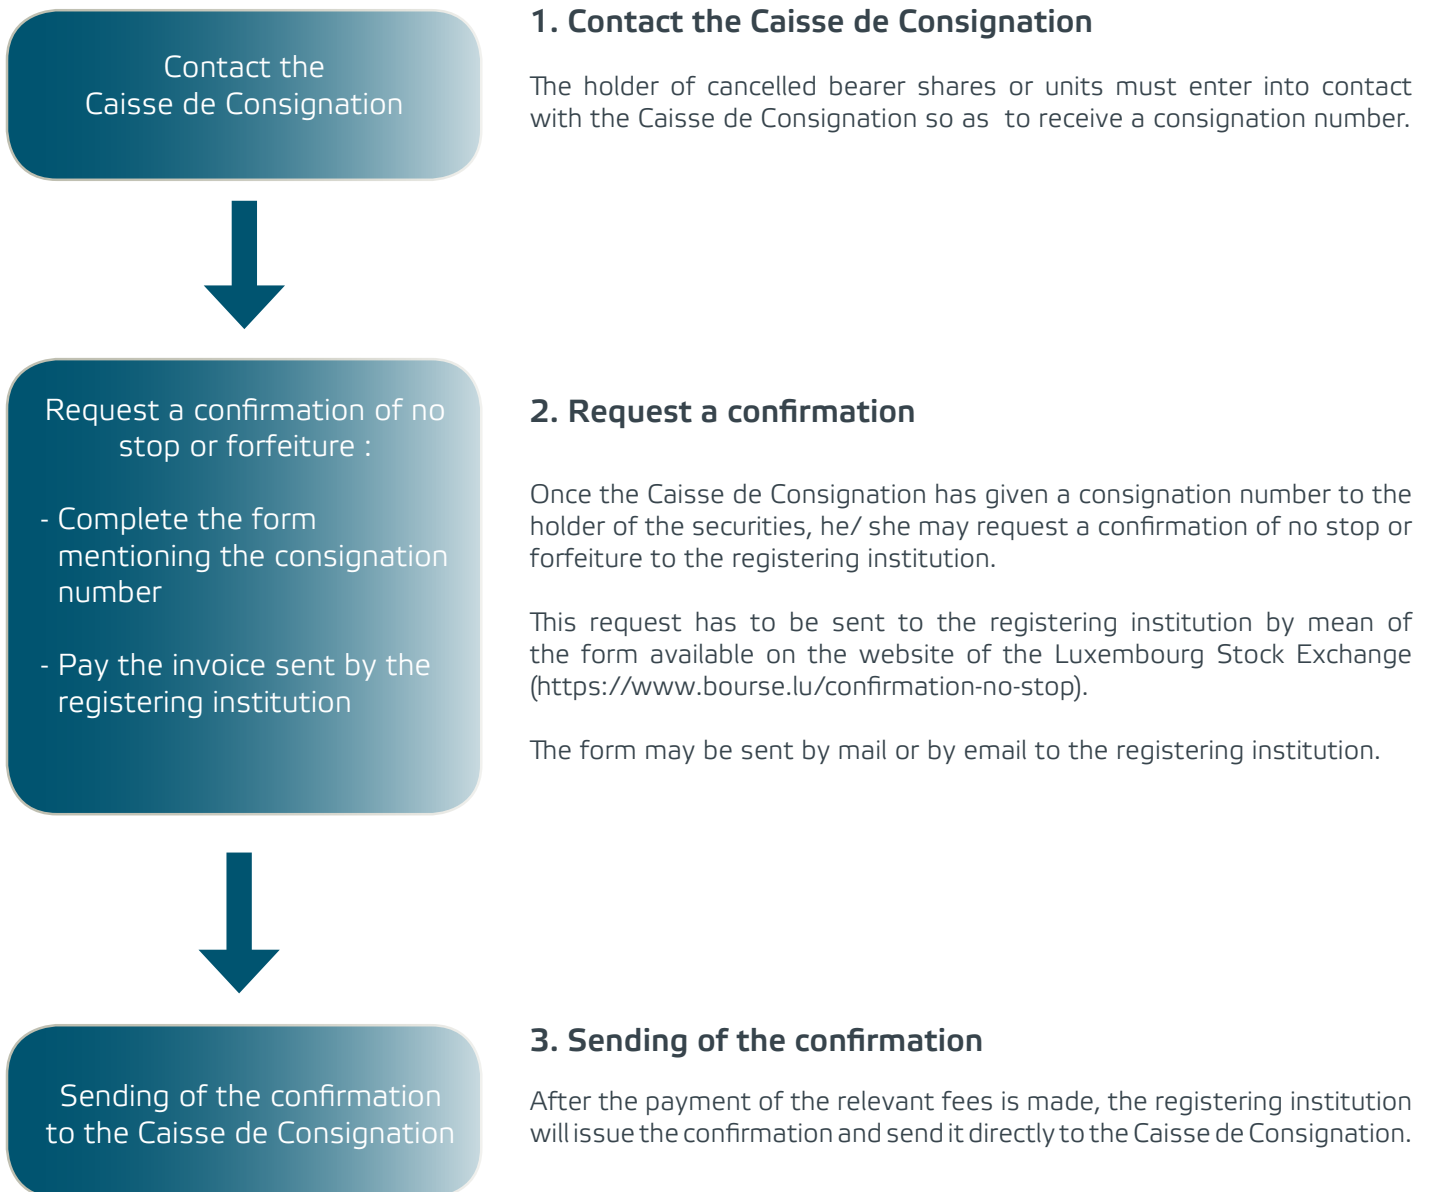 Contact the
Caisse de Consignation
1. Contact the Caisse de Consignation
The holder of cancelled bearer shares or units must enter into contact
with the Caisse de Consignation so as to receive a consignation number.
Request a confirmation of no
stop or forfeiture :
- Complete the form
mentioning the consignation
number
- Pay the invoice sent by the
registering institution
2. Request a confirmation
Once the Caisse de Consignation has given a consignation number to the
holder of the securities, he/ she may request a confirmation of no stop or
forfeiture to the registering institution.
This request has to be sent to the registering institution by mean of
the form available on the website of the Luxembourg Stock Exchange
(https://www.bourse.lu/confirmation-no-stop).
The form may be sent by mail or by email to the registering institution.
Sending of the confirmation
to the Caisse de Consignation
3. Sending of the confirmation
After the payment of the relevant fees is made, the registering institution
will issue the confirmation and send it directly to the Caisse de Consignation.